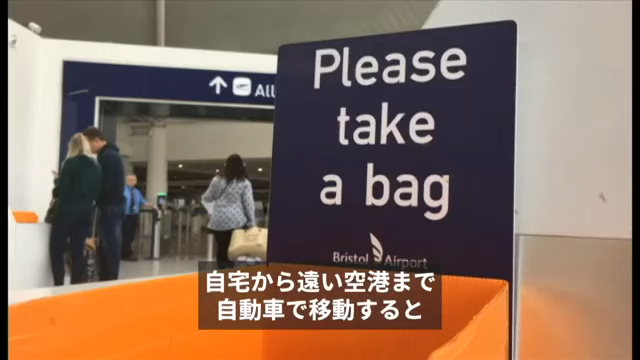 Please
take
a bag
Bristol Airport
All
自宅から遠い空港まで
自動車で移動すると